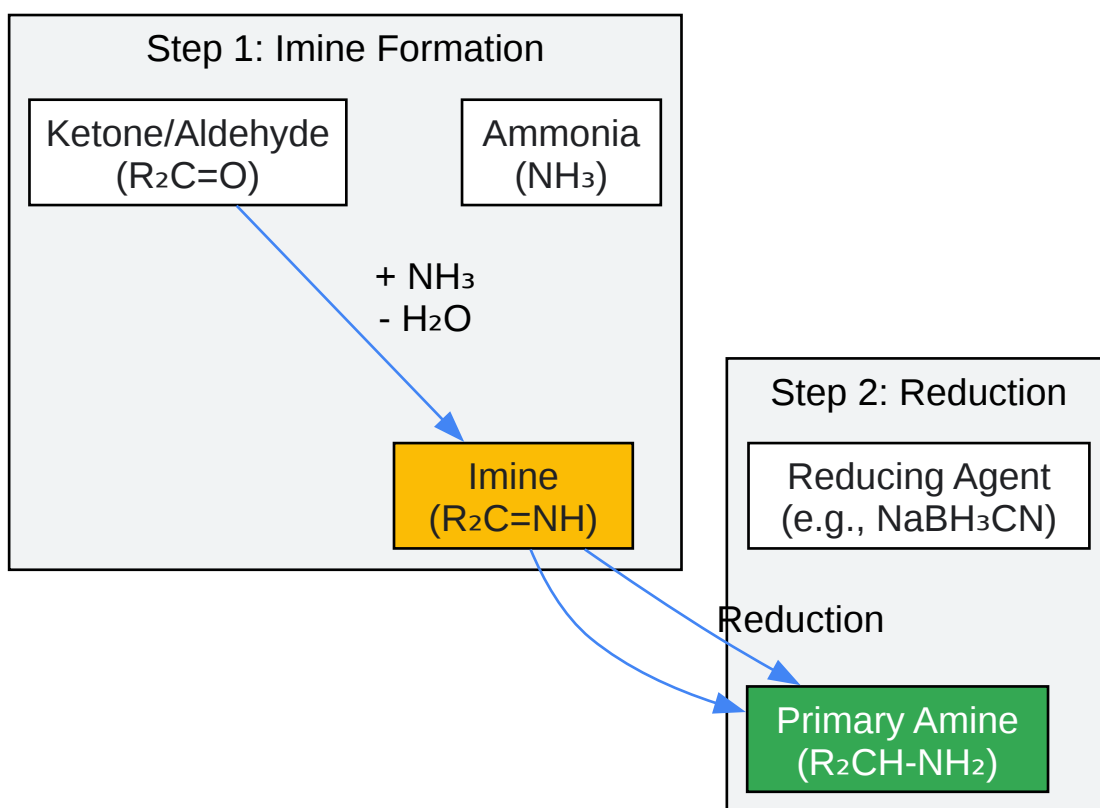 Step 1: Imine Formation
Ketone/Aldehyde
(R₂C=O)
Ammonia
(NH₃)
+ NH₃
- H₂O
Imine
(R₂C=NH)
Step 2: Reduction
Reducing Agent
(e.g., NaBH₃CN)
Reduction
Primary Amine
(R₂CH-NH₂)